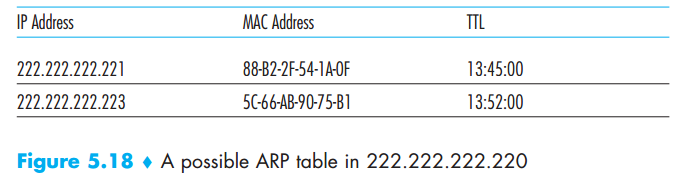 IP Address MAC Address TTL
222.222.222.221 88-B2-2F-54-1A-0F 13:45:00
222.222.222.223 5C-66-AB-90-75-B1 13:52:00
Figure 5.18 ♦ A possible ARP table in 222.222.222.220